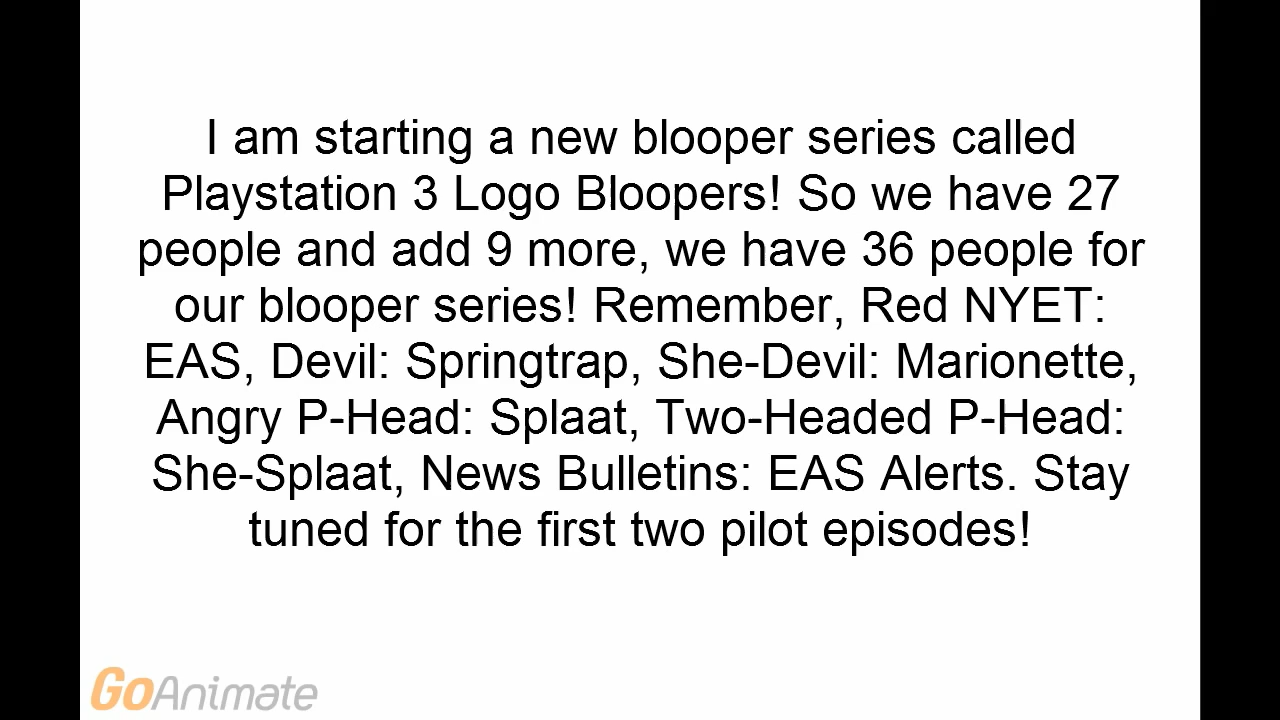 I am starting a new blooper series called
Playstation 3 Logo Bloopers! So we have 27
people and add 9 more, we have 36 people for
our blooper series! Remember, Red NYET:
EAS, Devil: Springtrap, She-Devil: Marionette,
Angry P-Head: Splaat, Two-Headed P-Head:
She-Splaat, News Bulletins: EAS Alerts. Stay
tuned for the first two pilot episodes!
GoAnimate